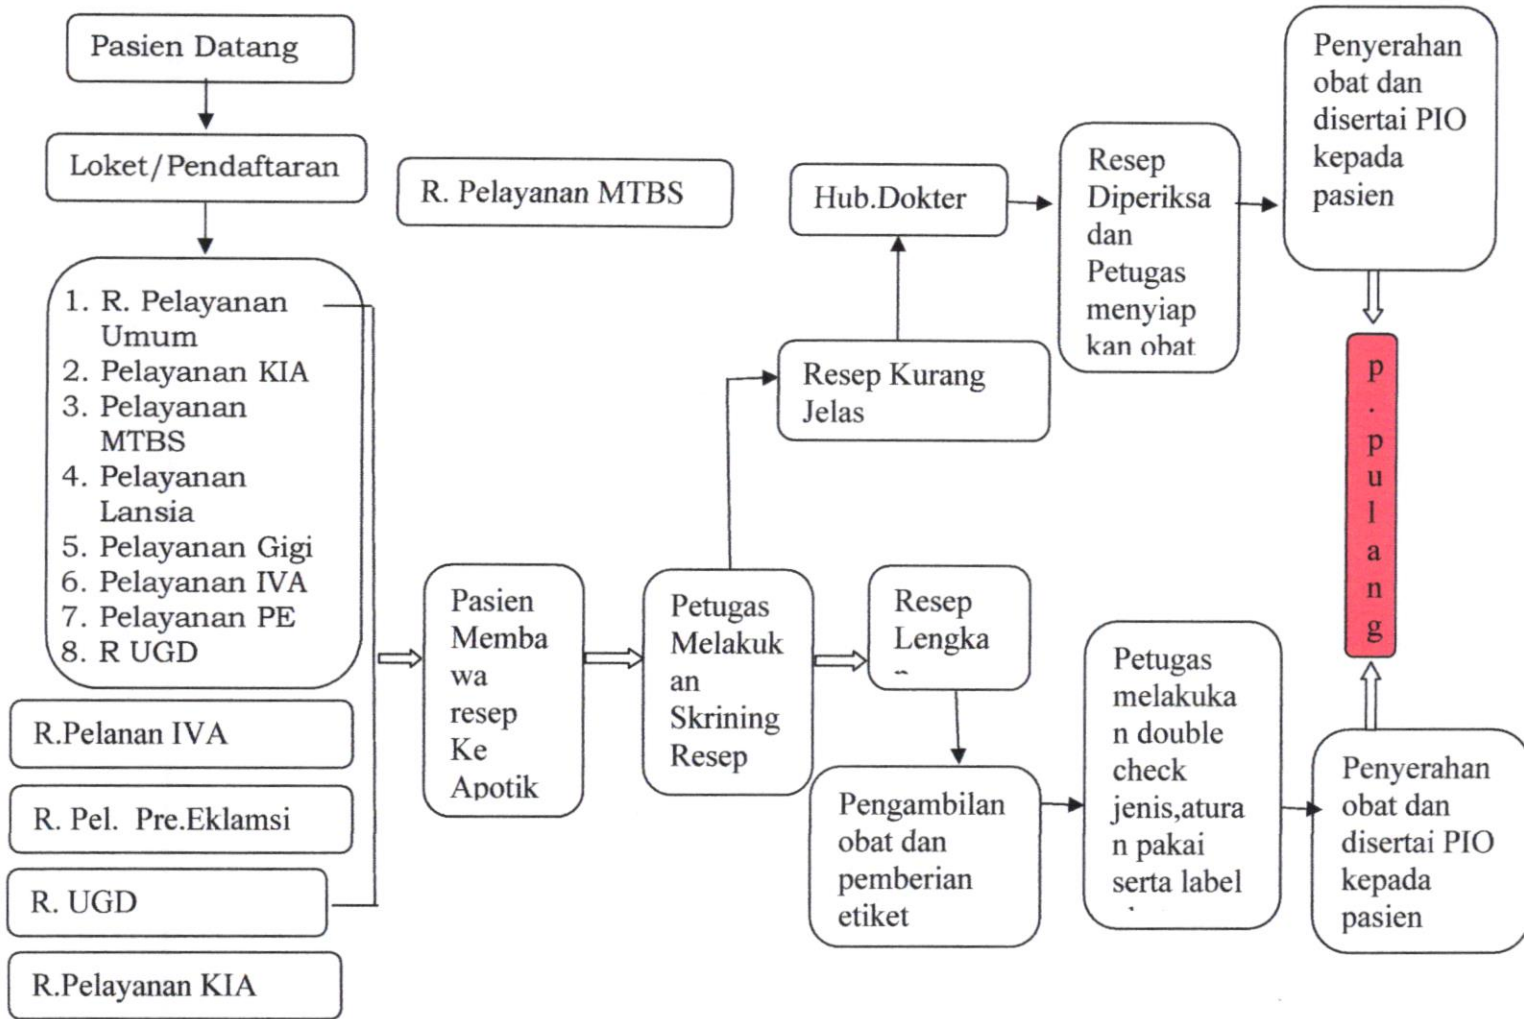 Pasien Datang
Loket/Pendaftaran
R. Pelayanan MTBS
1. R. Pelayanan
Umum
2. Pelayanan KIA
3. Pelayanan
MTBS
4. Pelayanan
Lansia
5. Pelayanan Gigi
6. Pelayanan IVA
7. Pelayanan PE
8. R UGD
R.Pelanan IVA
R. Pel. Pre.Eklamsi
R. UGD
R.Pelayanan KIA
Pasien
Memba
wa
resep
Ke
Apotik
Petugas
Melakuk
an
Skrining
Resep
Resep Kurang
Jelas
Hub.Dokter
Resep
Diperiksa
dan
Petugas
menyiap
kan obat
Penyerahan
obat dan
disertai PIO
kepada
pasien
Resep
Lengka
Pengambilan
obat dan
pemberian
etiket
Petugas
melakuka
n double
check
jenis,atura
n pakai
serta label
Penyerahan
obat dan
disertai PIO
kepada
pasien
p
.
p
u
l
a
n
g